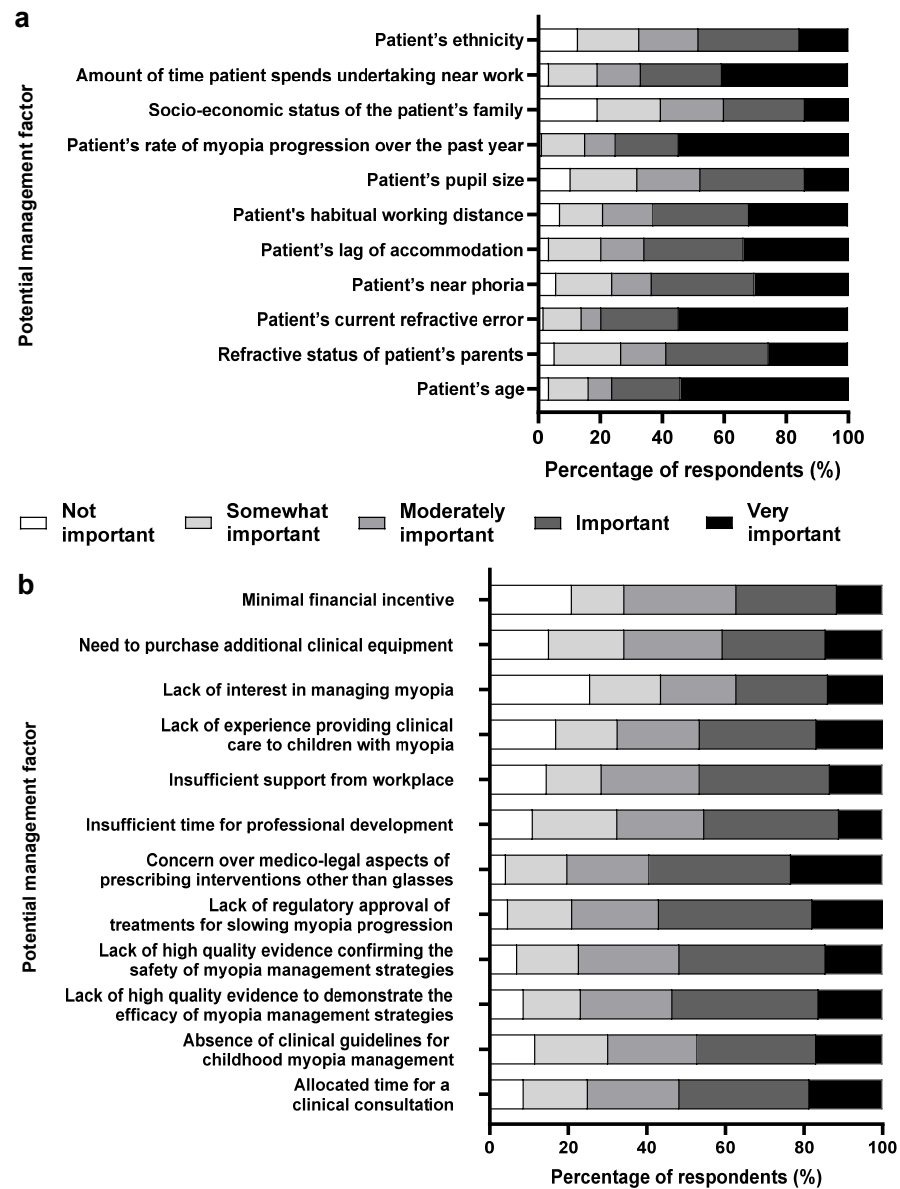 a
Potential management factor
Patient’s ethnicity
Amount of time patient spends undertaking near work
Socio-economic status of the patient’s family
Patient’s rate of myopia progression over the past year
Patient’s pupil size
Patient's habitual working distance
Patient’s lag of accommodation
Patient’s near phoria
Patient’s current refractive error
Refractive status of patient’s parents
Patient’s age
0 20 40 60 80 100
Percentage of respondents (%)
Not
important
Somewhat
important
Moderately
important
Important
Very
important
b
Potential management factor
Minimal financial incentive
Need to purchase additional clinical equipment
Lack of interest in managing myopia
Lack of experience providing clinical
care to children with myopia
Insufficient support from workplace
Insufficient time for professional development
Concern over medico-legal aspects of
prescribing interventions other than glasses
Lack of regulatory approval of
treatments for slowing myopia progression
Lack of high quality evidence confirming the
safety of myopia management strategies
Lack of high quality evidence to demonstrate the
efficacy of myopia management strategies
Absence of clinical guidelines for
childhood myopia management
Allocated time for a
clinical consultation
0 20 40 60 80 100
Percentage of respondents (%)